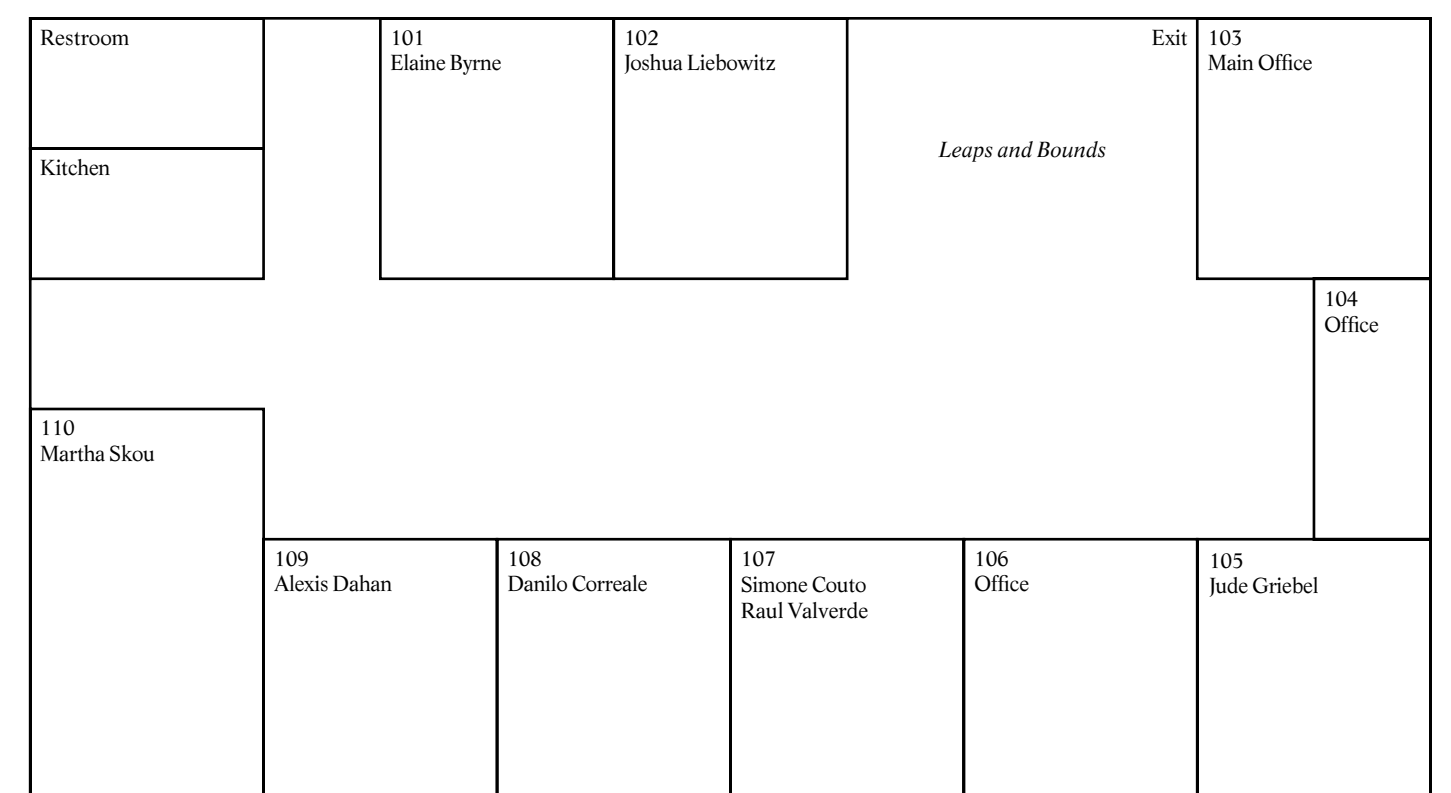 Restroom
101
Elaine Byrne
102
Joshua Liebowitz
Exit
103
Main Office
Leaps and Bounds
Kitchen
104
Office
110
Martha Skou
109
Alexis Dahan
108
Danilo Correale
107
Simone Couto
Raul Valverde
106
Office
105
Jude Griebel